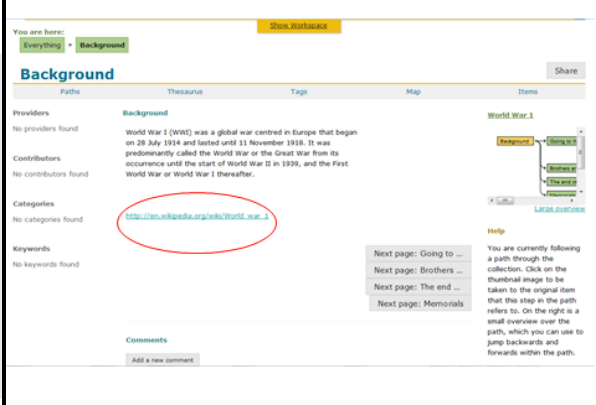 Show Workspace
You are here:
Everything » Background
Background
Share
Paths
Thesaurus
Tags
Map
Items
Providers
No providers found
Contributors
No contributors found
Categories
No categories found
Keywords
No keywords found
Background
World War I (WWI) was a global war centred in Europe that began
on 28 July 1914 and lasted until 11 November 1918. It was
predominantly called the World War or the Great War from its
occurrence until the start of World War II in 1939, and the First
World War or World War I thereafter.
http://en.wikipedia.org/wiki/World_war_1
Next page: Going to ...
Next page: Brothers ...
Next page: The end ...
Next page: Memorials
Comments
Add a new comment
World War 1
Background
Going to
Brothers
The end
Memorials
Large overview
Help
You are currently following
a path through the
collection. Click on the
thumbnail image to be
taken to the original item
that this step in the path
refers to. On the right is a
small overview over the
path, which you can use to
jump backwards and
forwards within the path.